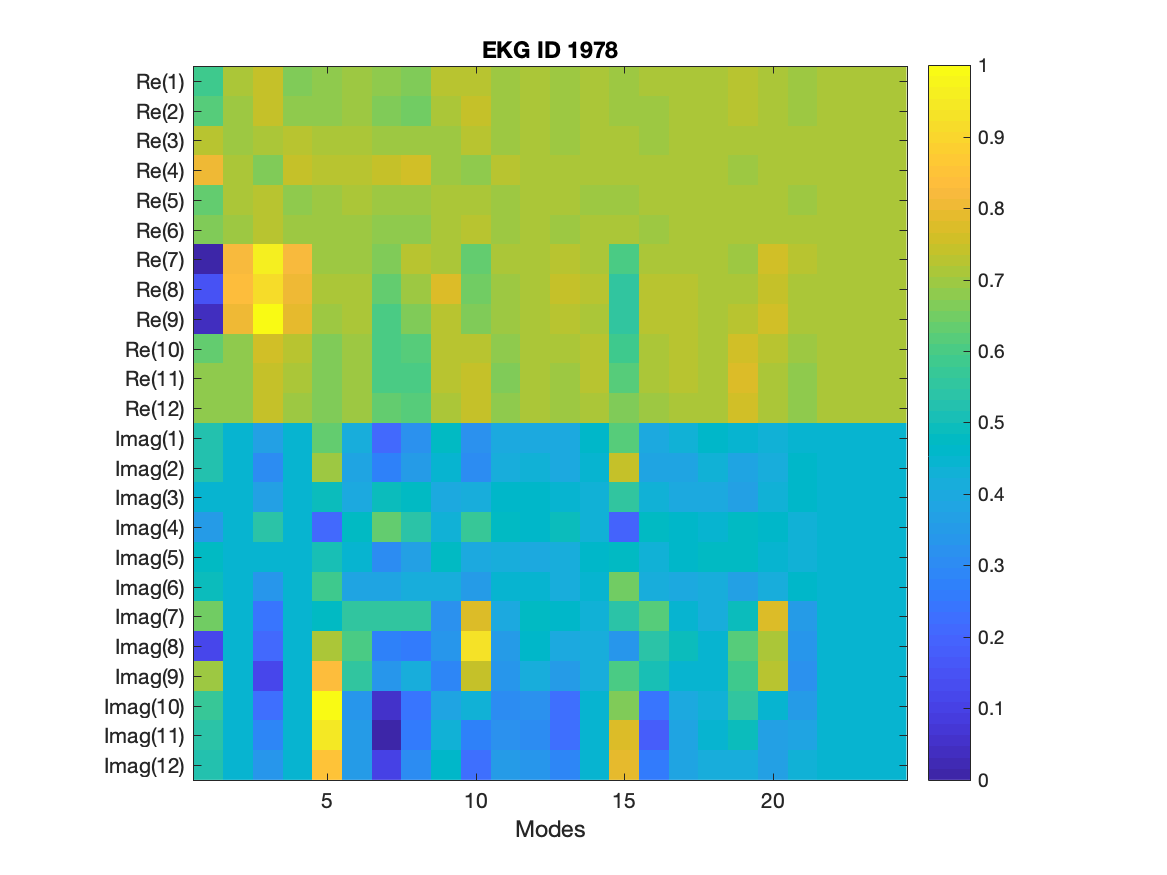 EKG ID 1978
Re(1)
Re(2)
Re(3)
Re(4)
Re(5)
Re(6)
Re(7)
Re(8)
Re(9)
Re(10)
Re(11)
Re(12)
Imag(1)
Imag(2)
Imag(3)
Imag(4)
Imag(5)
Imag(6)
Imag(7)
Imag(8)
Imag(9)
Imag(10)
Imag(11)
Imag(12)
5 10 15 20
Modes
1
0.9
0.8
0.7
0.6
0.5
0.4
0.3
0.2
0.1
0